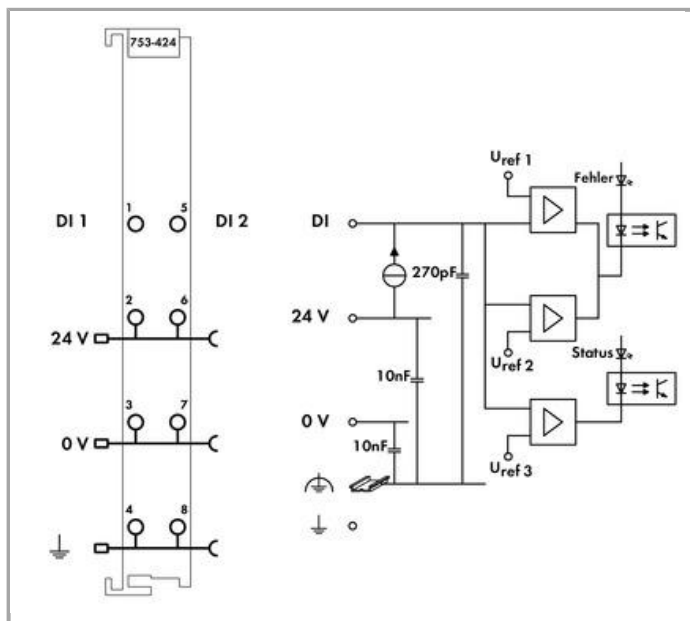 753-424
1
5
DI 1
DI 2
2
6
24 V
3
7
0 V
4
8
Uref 1
Fehler
DI
270pF
24 V
Uref 2
Status
10nF
0 V
10nF
Uref 3